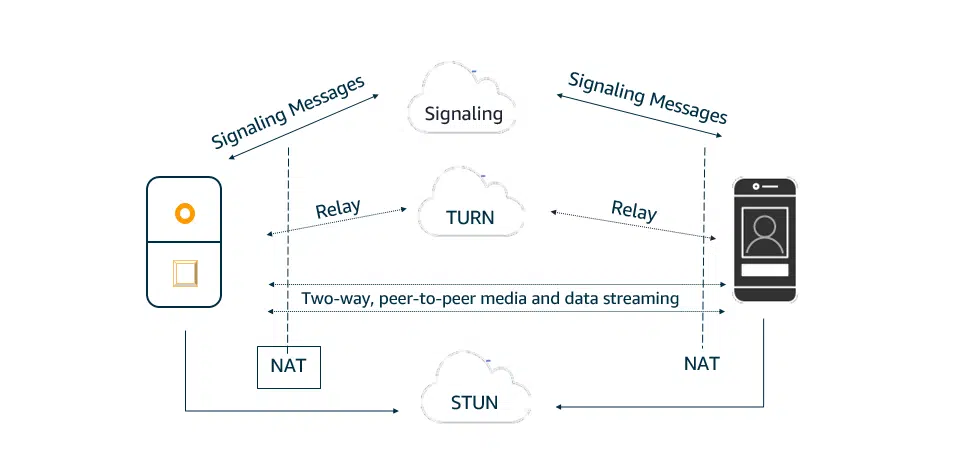 Signaling Messages
Signaling
Signaling Messages
Relay
TURN
Relay
Two-way, peer-to-peer media and data streaming
NAT
NAT
STUN